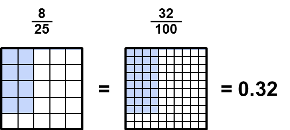 8/25 32/100
= = 0.32